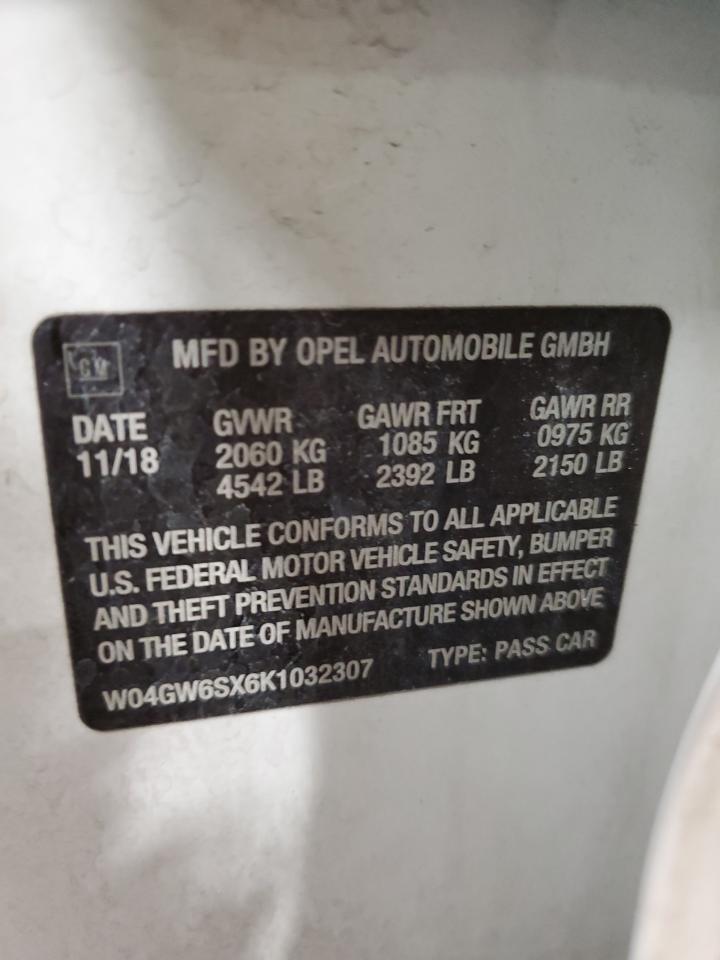 GM
MFD BY OPEL AUTOMOBILE GMBH
DATE GVWR GAWR FRT GAWR RR
11/18 2060 KG 1085 KG 0975 KG
4542 LB 2392 LB 2150 LB
THIS VEHICLE CONFORMS TO ALL APPLICABLE
U.S. FEDERAL MOTOR VEHICLE SAFETY, BUMPER
AND THEFT PREVENTION STANDARDS IN EFFECT
ON THE DATE OF MANUFACTURE SHOWN ABOVE
W04GW6SX6K1032307 TYPE: PASS CAR